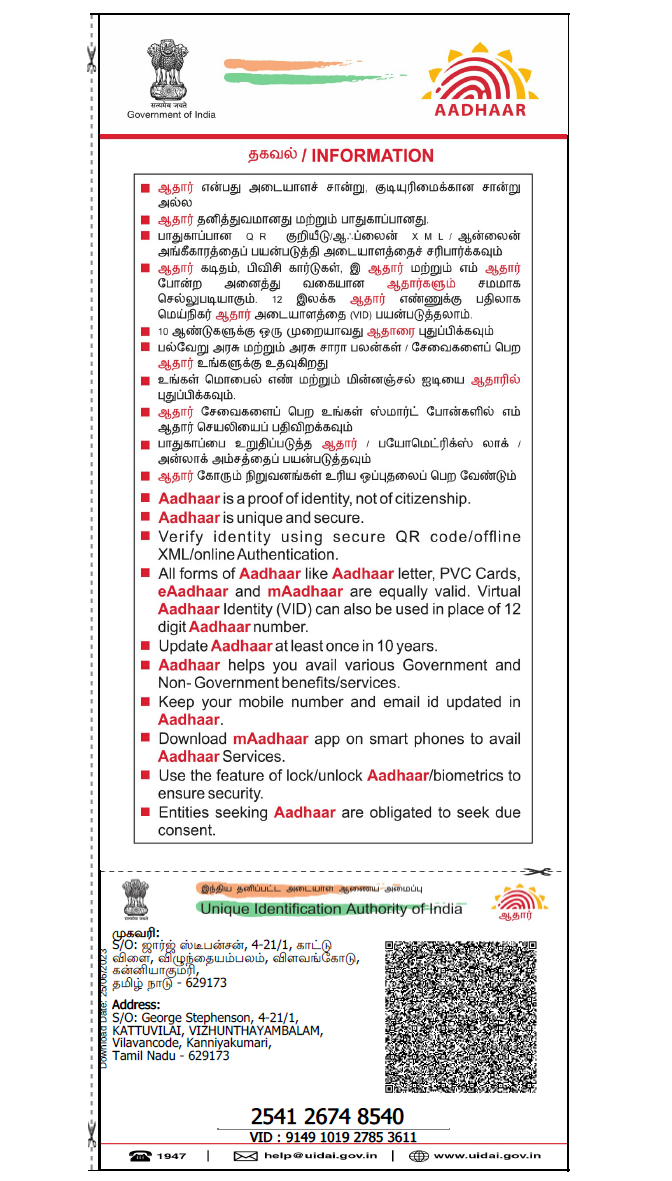 सत्यमेव जयते
Government of India
AADHAAR
தகவல் / INFORMATION
ஆதார் என்பது அடையாளச் சான்று, குடியுரிமைக்கான சான்று
அல்ல
ஆதார் தனித்துவமானது மற்றும் பாதுகாப்பானது.
பாதுகாப்பான QR குறியீடு/ஆஃப்லைன் XML/ஆன்லைன்
அங்கீகாரத்தைப் பயன்படுத்தி அடையாளத்தைச் சரிபார்க்கவும்
ஆதார் கடிதம், பிவிசி கார்டுகள், இ ஆதார் மற்றும் எம் ஆதார்
போன்ற அனைத்து வகையான ஆதார்களும் சமமாக
செல்லுபடியாகும். 12 இலக்க ஆதார் எண்ணுக்கு பதிலாக
மெய்நிகர் ஆதார் அடையாளத்தை (VID) பயன்படுத்தலாம்.
10 ஆண்டுகளுக்கு ஒரு முறையாவது ஆதாரை புதுப்பிக்கவும்
பல்வேறு அரசு மற்றும் அரசு சாரா பலன்கள் / சேவைகளைப் பெற
ஆதார் உங்களுக்கு உதவுகிறது
உங்கள் மொபைல் எண் மற்றும் மின்னஞ்சல் ஐடியை ஆதாரில்
புதுப்பிக்கவும்.
ஆதார் சேவைகளைப் பெற உங்கள் ஸ்மார்ட் போன்களில் எம்
ஆதார் செயலியைப் பதிவிறக்கவும்
பாதுகாப்பை உறுதிப்படுத்த ஆதார் / பயோமெட்ரிக்ஸ் லாக் /
அன்லாக் அம்சத்தைப் பயன்படுத்தவும்
ஆதார் கோரும் நிறுவனங்கள் உரிய ஒப்புதலைப் பெற வேண்டும்
Aadhaar is a proof of identity, not of citizenship.
Aadhaar is unique and secure.
Verify identity using secure QR code/offline
XML/online Authentication.
All forms of Aadhaar like Aadhaar letter, PVC Cards,
eAadhaar and mAadhaar are equally valid. Virtual
Aadhaar Identity (VID) can also be used in place of 12
digit Aadhaar number.
Update Aadhaar at least once in 10 years.
Aadhaar helps you avail various Government and
Non- Government benefits/services.
Keep your mobile number and email id updated in
Aadhaar.
Download mAadhaar app on smart phones to avail
Aadhaar Services.
Use the feature of lock/unlock Aadhaar/biometrics to
ensure security.
Entities seeking Aadhaar are obligated to seek due
consent.
இந்திய தனிப்பட்ட அடையாள ஆணைய அமைப்பு
Unique Identification Authority of India
ஆதார்
Download Date: 25/06/2023
முகவரி:
S/O: ஜார்ஜ் ஸ்டீபன்சன், 4-21/1, காட்டு
விளை, விழுந்தையம்பலம், விளவங்கோடு,
கன்னியாகுமரி,
தமிழ் நாடு - 629173
Address:
S/O: George Stephenson, 4-21/1,
KATTUVILAI, VIZHUNTHAYAMBALAM,
Vilavancode, Kanniyakumari,
Tamil Nadu - 629173
2541 2674 8540
VID : 9149 1019 2785 3611
1947 | help@uidai.gov.in | www.uidai.gov.in